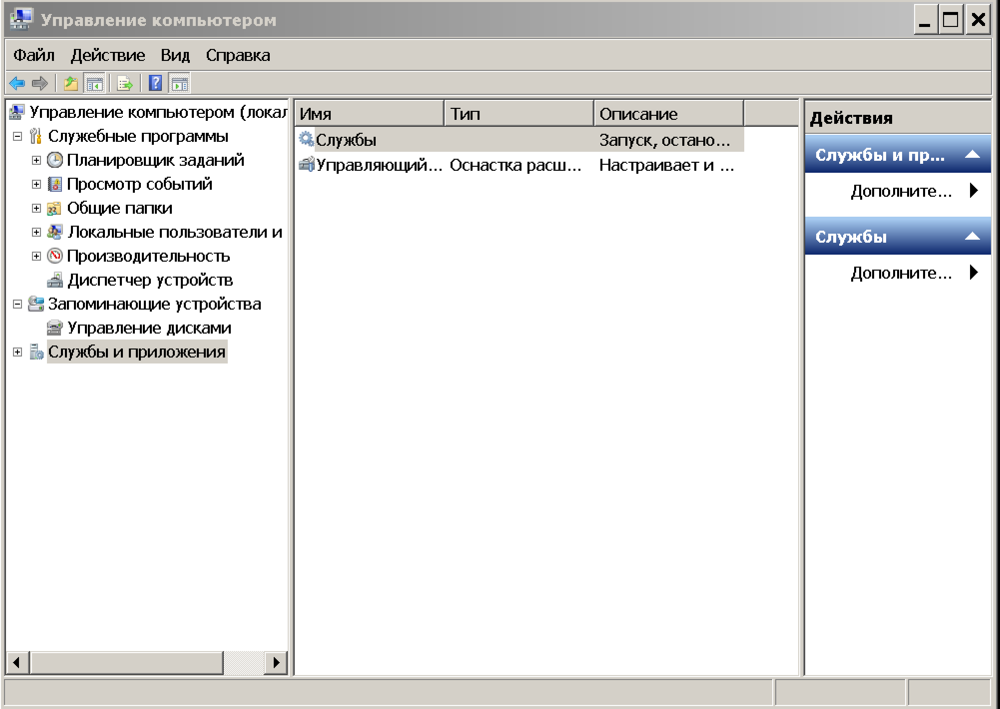 Управление компьютером
Файл Действие Вид Справка
Управление компьютером (локал
Служебные программы
Планировщик заданий
Просмотр событий
Общие папки
Локальные пользователи и
Производительность
Диспетчер устройств
Запоминающие устройства
Управление дисками
Службы и приложения
Имя Тип Описание
Службы Запуск, остано...
Управляющий... Оснастка расш... Настраивает и ...
Действия
Службы и пр...
Дополните...
Службы
Дополните...